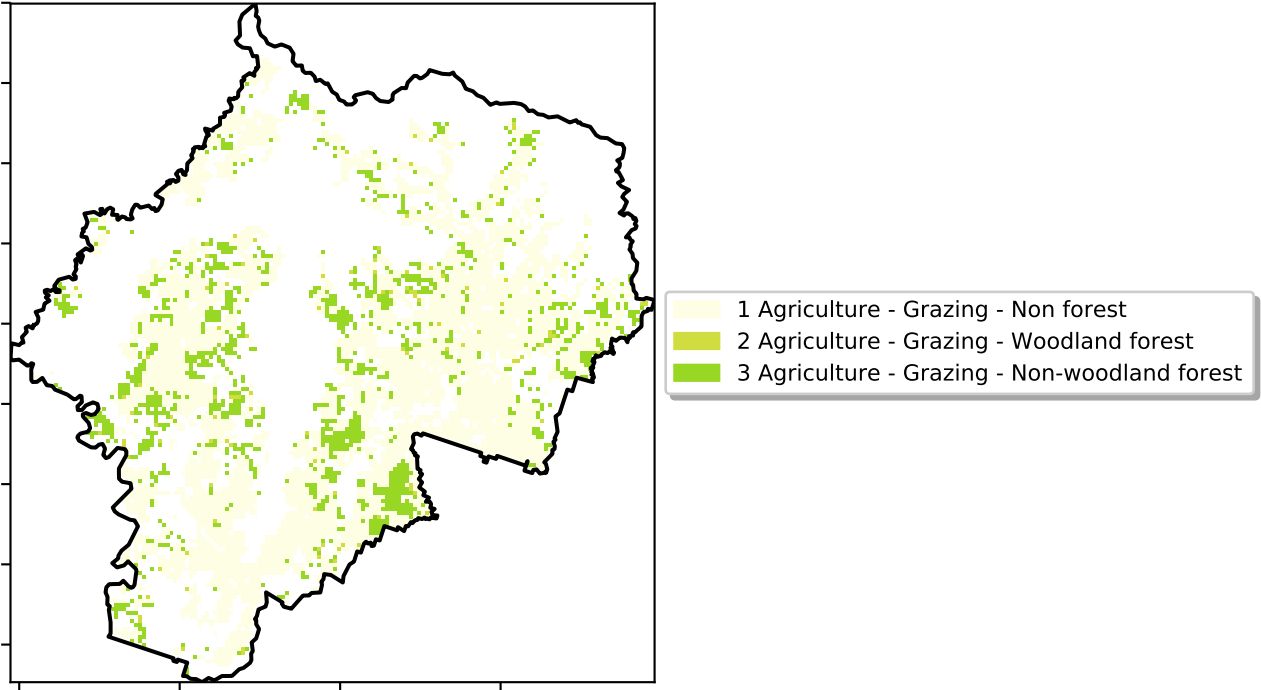 1 Agriculture - Grazing - Non forest
2 Agriculture - Grazing - Woodland forest
3 Agriculture - Grazing - Non-woodland forest